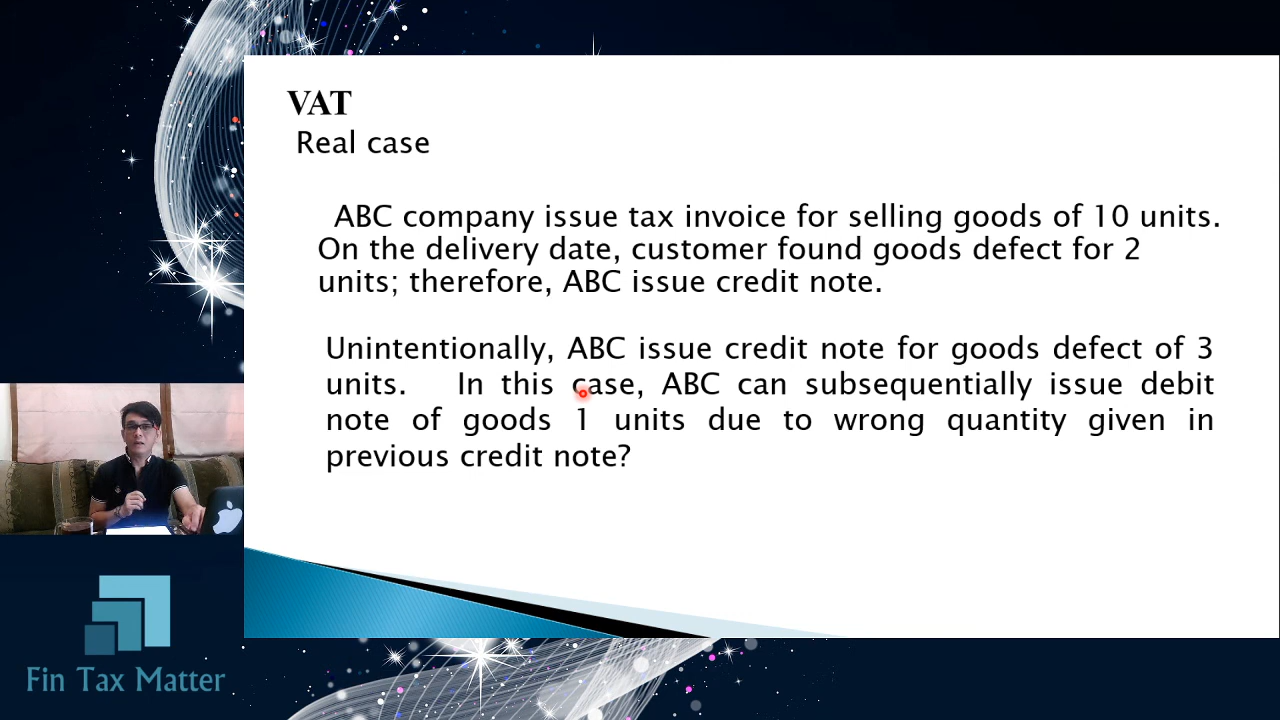 VAT
Real case
ABC company issue tax invoice for selling goods of 10 units.
On the delivery date, customer found goods defect for 2
units; therefore, ABC issue credit note.
Unintentionally, ABC issue credit note for goods defect of 3
units. In this case, ABC can subsequentially issue debit
note of goods 1 units due to wrong quantity given in
previous credit note?
Fin Tax Matter